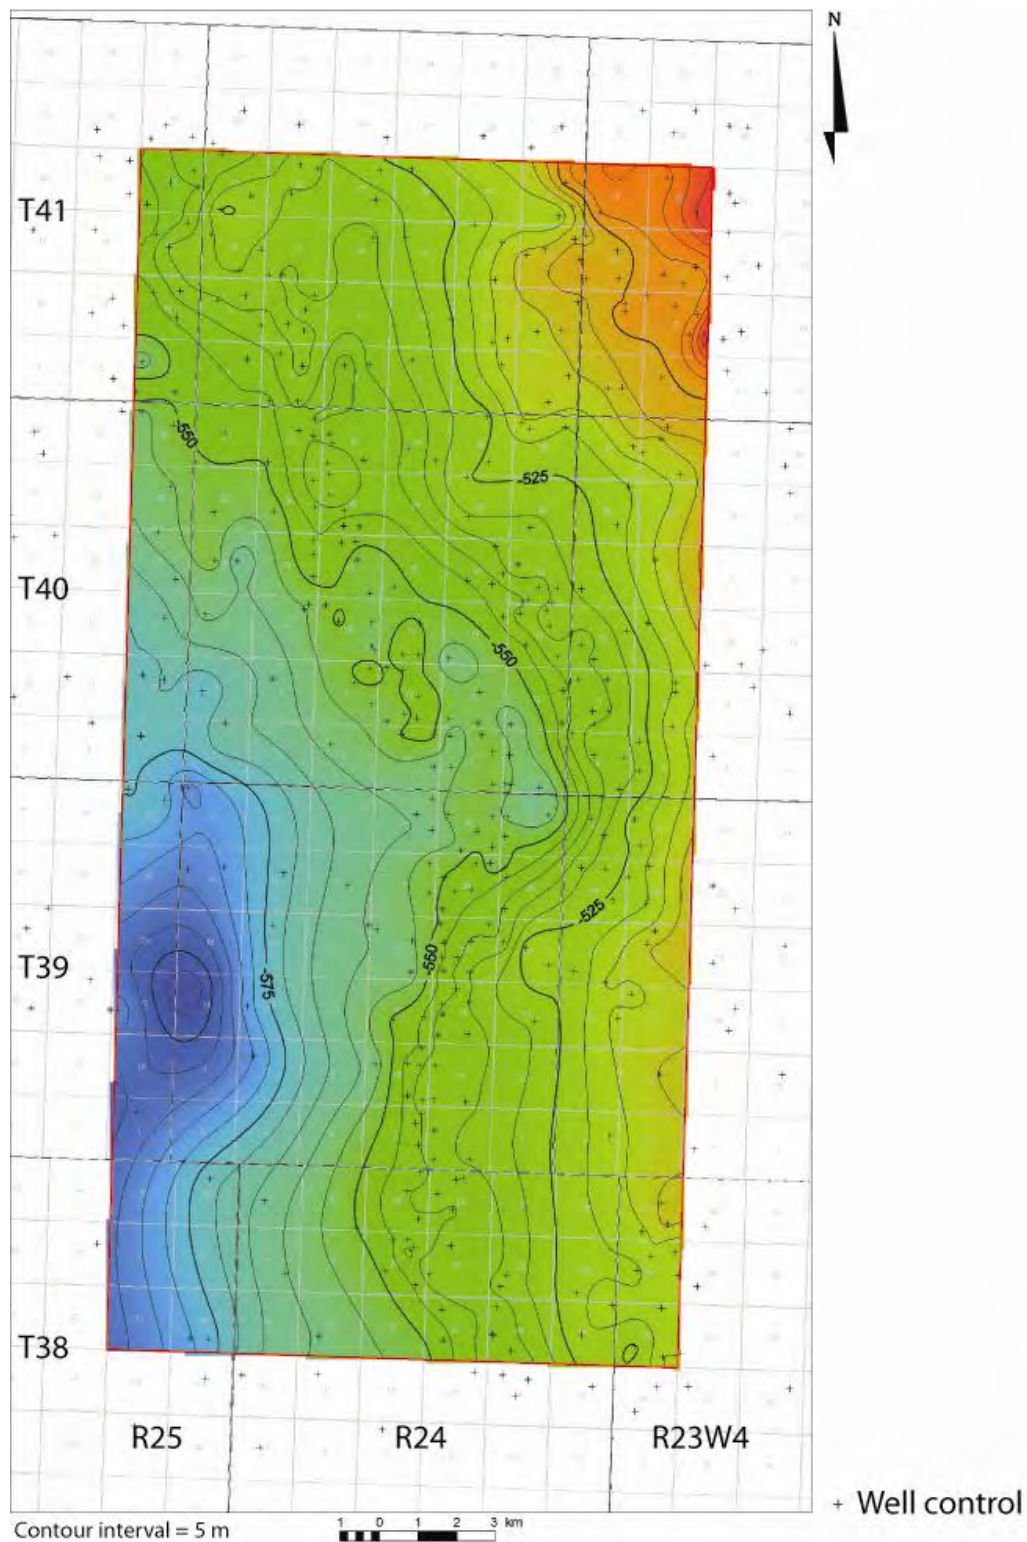 N
T41
-550
-525
T40
-550
-525
T39
-550
-575
T38
R25
R24
R23W4
+ Well control
1 0 1 2 3 km
Contour interval = 5 m